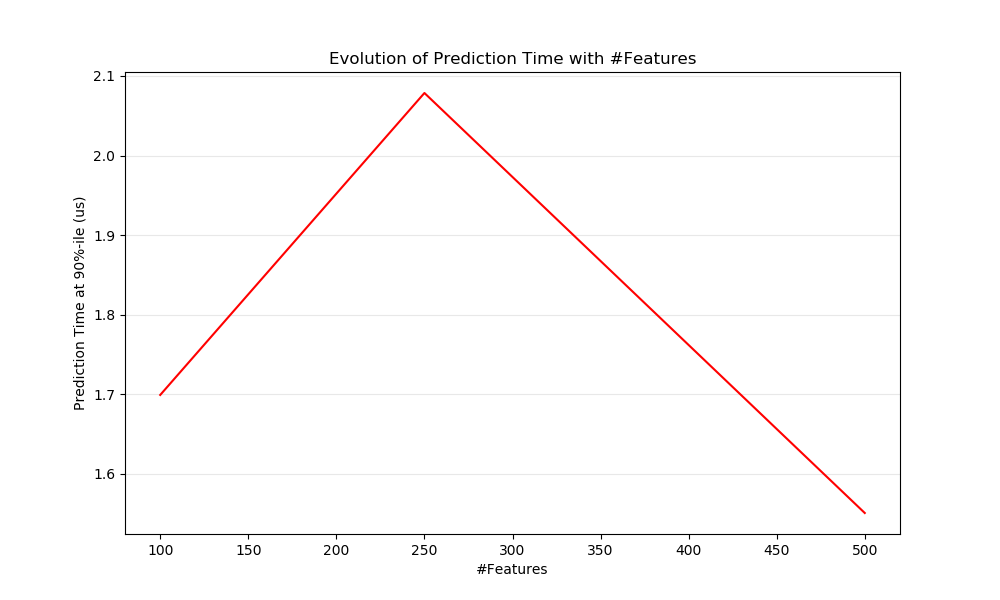 Evolution of Prediction Time with #Features
Prediction Time at 90%-ile (us)
2.1
2.0
1.9
1.8
1.7
1.6
100 150 200 250 300 350 400 450 500
#Features